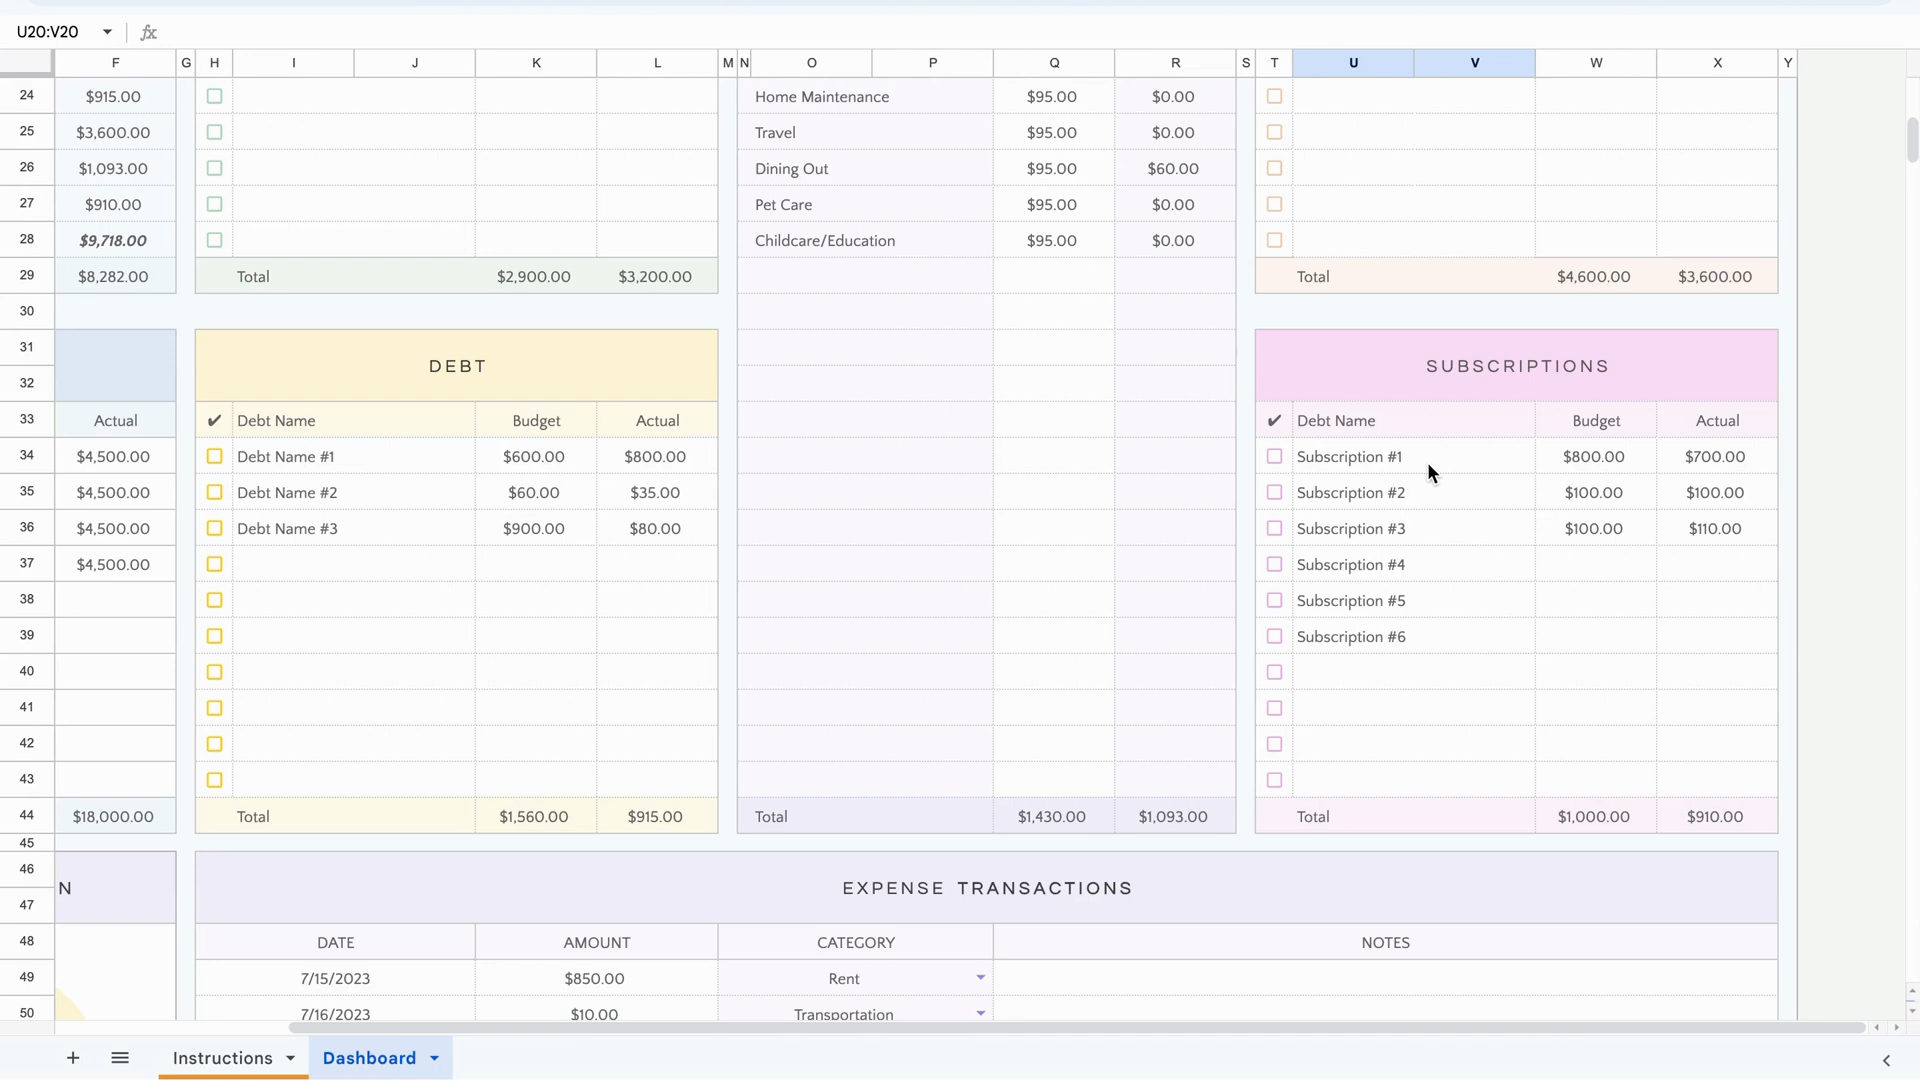 U20:V20 fx
F G H I J K L M N O P Q R S T U V W X Y
24 $915.00 Home Maintenance $95.00 $0.00
25 $3,600.00 Travel $95.00 $0.00
26 $1,093.00 Dining Out $95.00 $60.00
27 $910.00 Pet Care $95.00 $0.00
28 $9,718.00 Childcare/Education $95.00 $0.00
29 $8,282.00 Total $2,900.00 $3,200.00 Total $4,600.00 $3,600.00
30
31
DEBT SUBSCRIPTIONS
32
33 Actual ✔ Debt Name Budget Actual ✔ Debt Name Budget Actual
34 $4,500.00 Debt Name #1 $600.00 $800.00 Subscription #1 $800.00 $700.00
35 $4,500.00 Debt Name #2 $60.00 $35.00 Subscription #2 $100.00 $100.00
36 $4,500.00 Debt Name #3 $900.00 $80.00 Subscription #3 $100.00 $110.00
37 $4,500.00 Subscription #4
38 Subscription #5
39 Subscription #6
40
41
42
43
44 $18,000.00 Total $1,560.00 $915.00 Total $1,430.00 $1,093.00 Total $1,000.00 $910.00
45
46
N EXPENSE TRANSACTIONS
47
48 DATE AMOUNT CATEGORY NOTES
49 7/15/2023 $850.00 Rent
50 7/16/2023 $10.00 Transportation
+ Instructions Dashboard